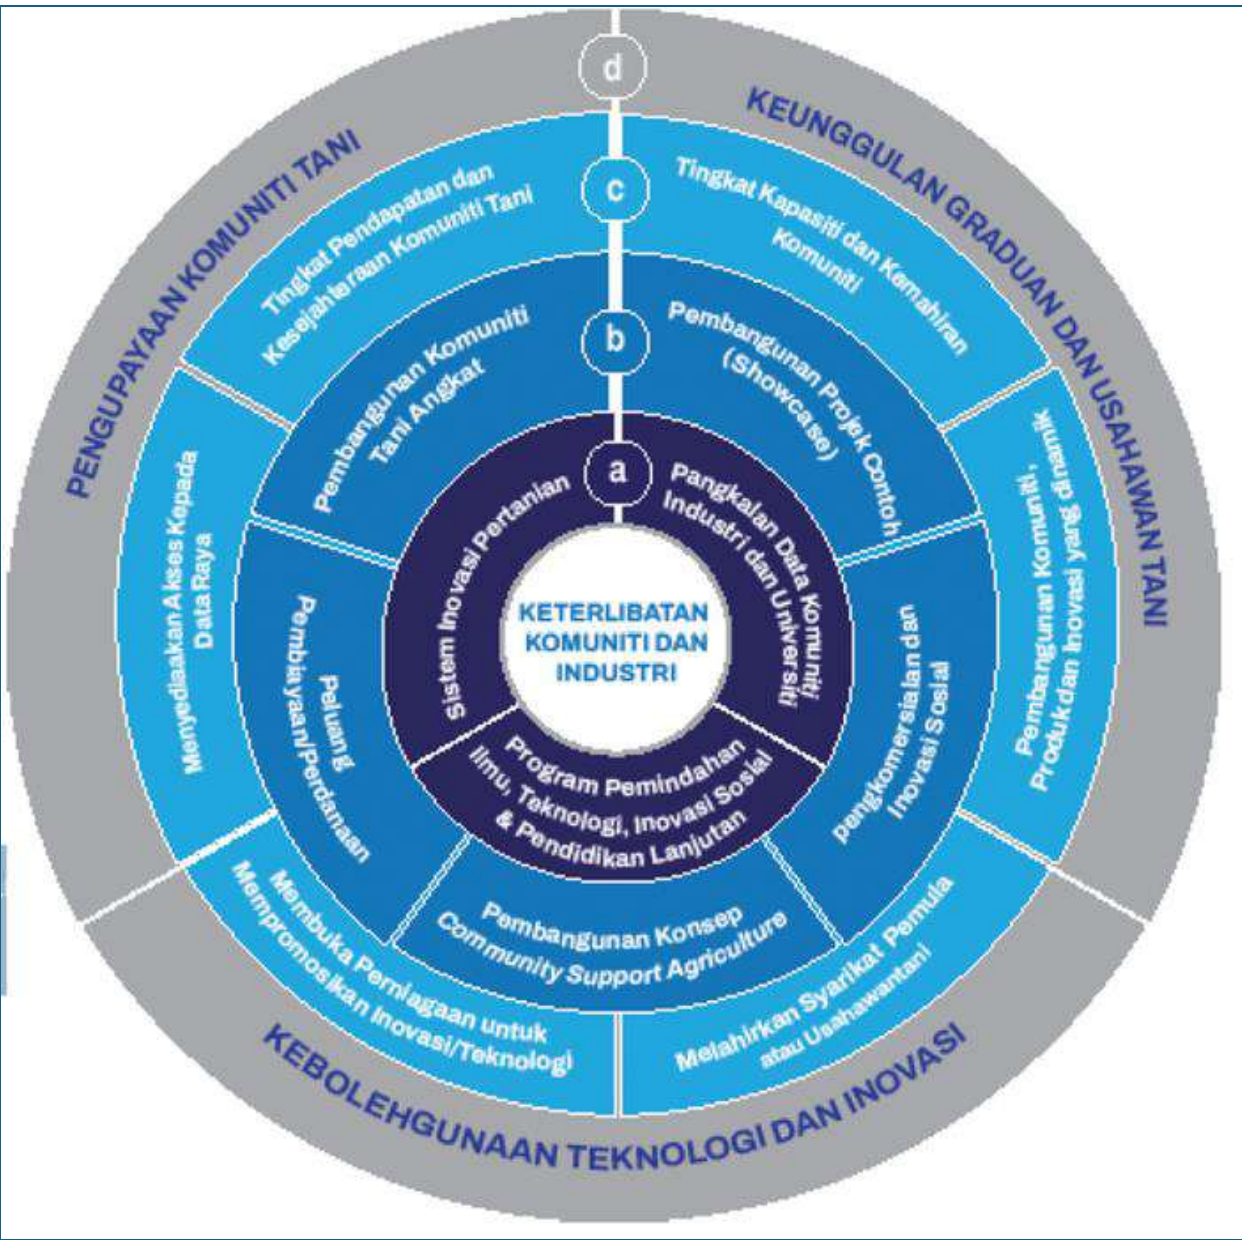 KETERLIBATAN
KOMUNITI DAN
INDUSTRI
a
Sistem Inovasi Pertanian
Pangkalan Data Komuniti
Industri dan Universiti
Program Pemindahan
Ilmu, Teknologi, Inovasi Sosial
& Pendidikan Lanjutan
b
Pembangunan Komuniti
Tani Angkat
Pembangunan Projek Contoh
(Showcase)
pengkomersialan dan
Inovasi Sosial
Pembangunan Konsep
Community Support Agriculture
Peluang
Pembiayaan/Perdanaan
c
Tingkat Pendapatan dan
Kesejahteraan Komuniti Tani
Tingkat Kapasiti dan Kemahiran
Komuniti
Pembangunan Komuniti,
Produk dan Inovasi yang dinamik
Melahirkan Syarikat Pemula
atau Usahawantani
Membuka Perniagaan untuk
Mempromosikan Inovasi/Teknologi
Menyediaakan Akses Kepada
Data Raya
d
PENGUPAYAAN KOMUNITI TANI
KEUNGGULAN GRADUAN DAN USAHAWAN TANI
KEBOLEHGUNAAN TEKNOLOGI DAN INOVASI